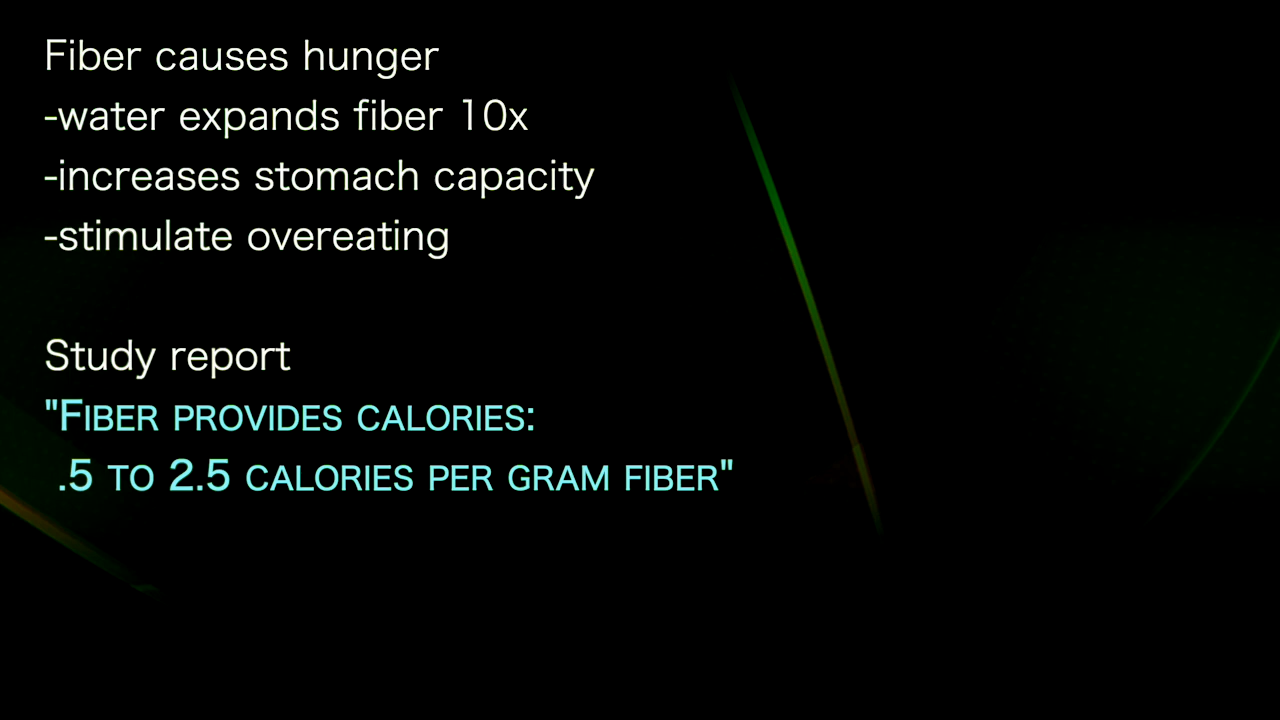 Fiber causes hunger
-water expands fiber 10x
-increases stomach capacity
-stimulate overeating
Study report
"FIBER PROVIDES CALORIES:
.5 TO 2.5 CALORIES PER GRAM FIBER"